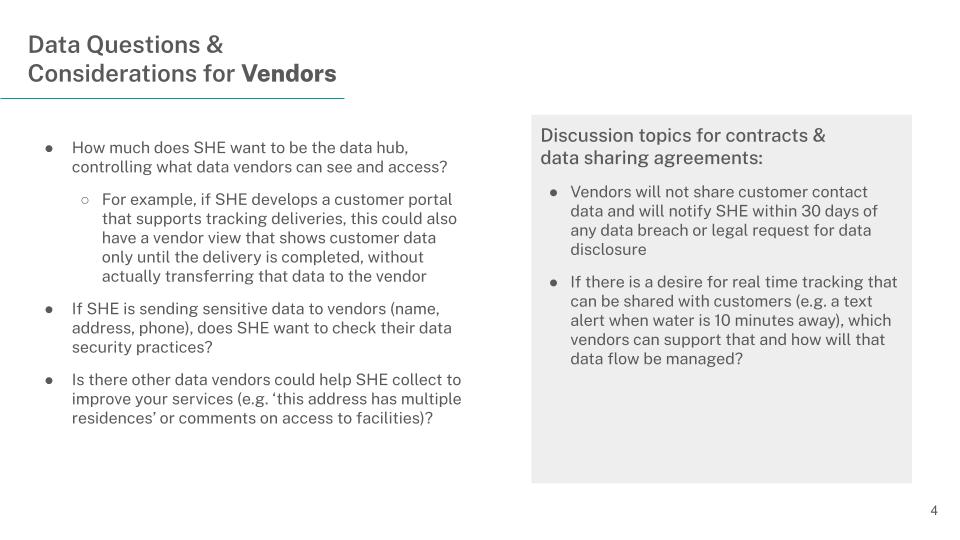 Data Questions &
Considerations for Vendors
● How much does SHE want to be the data hub,
controlling what data vendors can see and access?
○ For example, if SHE develops a customer portal
that supports tracking deliveries, this could also
have a vendor view that shows customer data
only until the delivery is completed, without
actually transferring that data to the vendor
● If SHE is sending sensitive data to vendors (name,
address, phone), does SHE want to check their data
security practices?
● Is there other data vendors could help SHE collect to
improve your services (e.g. ‘this address has multiple
residences’ or comments on access to facilities)?
Discussion topics for contracts &
data sharing agreements:
● Vendors will not share customer contact
data and will notify SHE within 30 days of
any data breach or legal request for data
disclosure
● If there is a desire for real time tracking that
can be shared with customers (e.g. a text
alert when water is 10 minutes away), which
vendors can support that and how will that
data flow be managed?
4